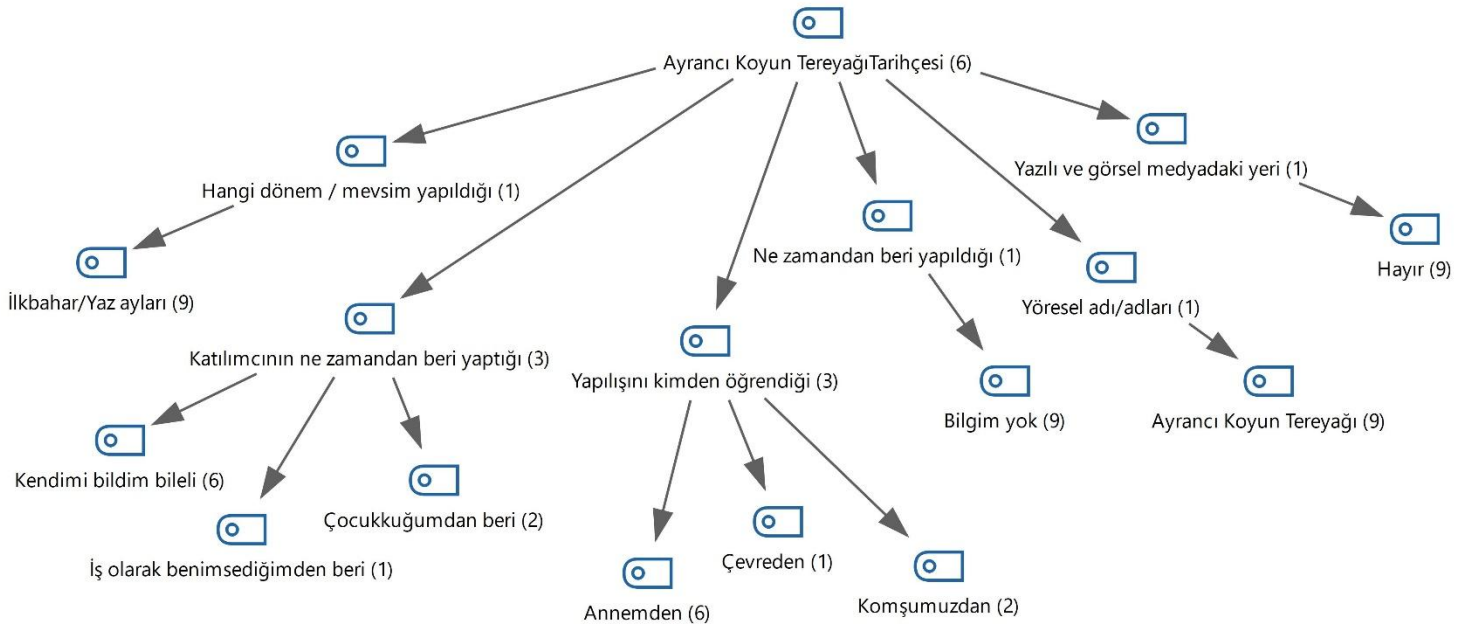 Ayrancı Koyun TereyağıTarihçesi (6)
Hangi dönem / mevsim yapıldığı (1)
Yazılı ve görsel medyadaki yeri (1)
Ne zamandan beri yapıldığı (1)
Hayır (9)
İlkbahar/Yaz ayları (9)
Yöresel adı/adları (1)
Katılımcının ne zamandan beri yaptığı (3)
Yapılışını kimden öğrendiği (3)
Bilgim yok (9)
Ayrancı Koyun Tereyağı (9)
Kendimi bildim bileli (6)
Çocukkuğumdan beri (2)
İş olarak benimsediğimden beri (1)
Çevreden (1)
Annemden (6)
Komşumuzdan (2)